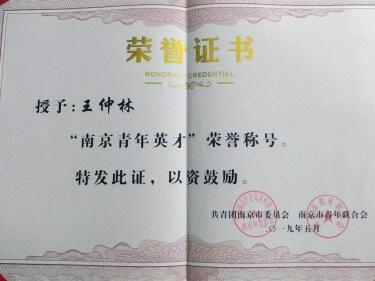 荣誉证书
HONORARY CREDENTIAL
授予:王仲林
“南京青年英才”荣誉称号。
特发此证，以资鼓励。
共青团南京市委员会 南京市青年联合会
二〇一九年五月